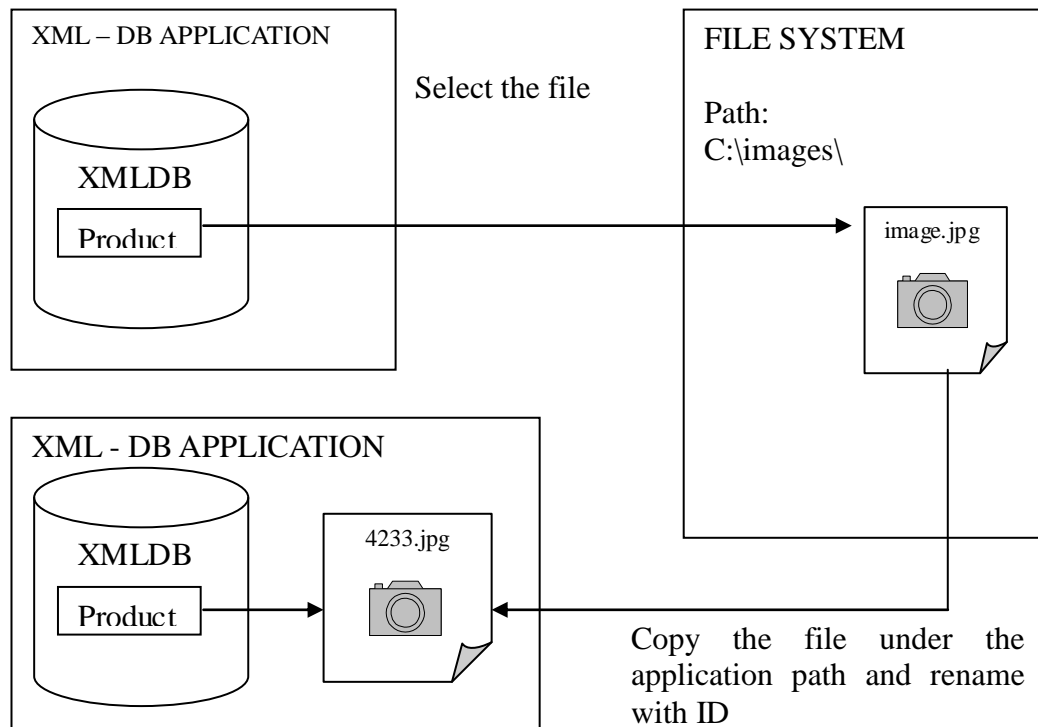 XML – DB APPLICATION
Select the file
XMLDB
Product
FILE SYSTEM
Path:
C:\images\
image.jpg
XML - DB APPLICATION
XMLDB
Product
4233.jpg
Copy the file under the
application path and rename
with ID